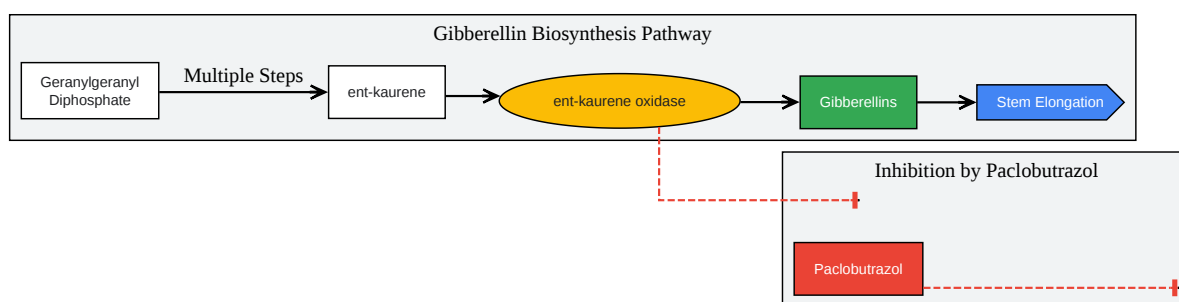 Gibberellin Biosynthesis Pathway
Geranylgeranyl
Diphosphate
Multiple Steps
ent-kaurene
ent-kaurene oxidase
Gibberellins
Stem Elongation
Inhibition by Paclobutrazol
Paclobutrazol